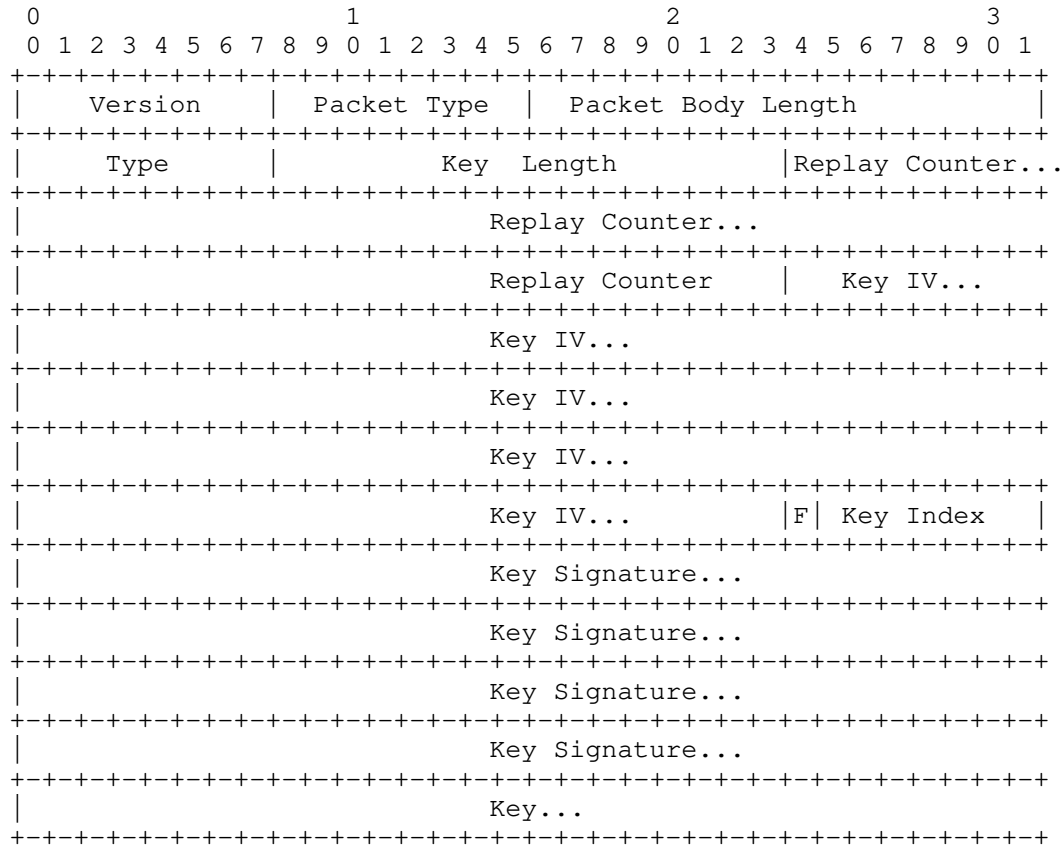 0                   1                   2                   3
 0 1 2 3 4 5 6 7 8 9 0 1 2 3 4 5 6 7 8 9 0 1 2 3 4 5 6 7 8 9 0 1
+-+-+-+-+-+-+-+-+-+-+-+-+-+-+-+-+-+-+-+-+-+-+-+-+-+-+-+-+-+-+-+-+
|    Version    |  Packet Type  |  Packet Body Length           |
+-+-+-+-+-+-+-+-+-+-+-+-+-+-+-+-+-+-+-+-+-+-+-+-+-+-+-+-+-+-+-+-+
|     Type      |          Key  Length          |Replay Counter...
+-+-+-+-+-+-+-+-+-+-+-+-+-+-+-+-+-+-+-+-+-+-+-+-+-+-+-+-+-+-+-+-+
|                             Replay Counter...
+-+-+-+-+-+-+-+-+-+-+-+-+-+-+-+-+-+-+-+-+-+-+-+-+-+-+-+-+-+-+-+-+
|                             Replay Counter    |   Key IV...
+-+-+-+-+-+-+-+-+-+-+-+-+-+-+-+-+-+-+-+-+-+-+-+-+-+-+-+-+-+-+-+-+
|                             Key IV...
+-+-+-+-+-+-+-+-+-+-+-+-+-+-+-+-+-+-+-+-+-+-+-+-+-+-+-+-+-+-+-+-+
|                             Key IV...
+-+-+-+-+-+-+-+-+-+-+-+-+-+-+-+-+-+-+-+-+-+-+-+-+-+-+-+-+-+-+-+-+
|                             Key IV...
+-+-+-+-+-+-+-+-+-+-+-+-+-+-+-+-+-+-+-+-+-+-+-+-+-+-+-+-+-+-+-+-+
|                             Key IV...         |F| Key Index   |
+-+-+-+-+-+-+-+-+-+-+-+-+-+-+-+-+-+-+-+-+-+-+-+-+-+-+-+-+-+-+-+-+
|                             Key Signature...
+-+-+-+-+-+-+-+-+-+-+-+-+-+-+-+-+-+-+-+-+-+-+-+-+-+-+-+-+-+-+-+-+
|                             Key Signature...
+-+-+-+-+-+-+-+-+-+-+-+-+-+-+-+-+-+-+-+-+-+-+-+-+-+-+-+-+-+-+-+-+
|                             Key Signature...
+-+-+-+-+-+-+-+-+-+-+-+-+-+-+-+-+-+-+-+-+-+-+-+-+-+-+-+-+-+-+-+-+
|                             Key Signature...
+-+-+-+-+-+-+-+-+-+-+-+-+-+-+-+-+-+-+-+-+-+-+-+-+-+-+-+-+-+-+-+-+
|                             Key...
+-+-+-+-+-+-+-+-+-+-+-+-+-+-+-+-+-+-+-+-+-+-+-+-+-+-+-+-+-+-+-+-+